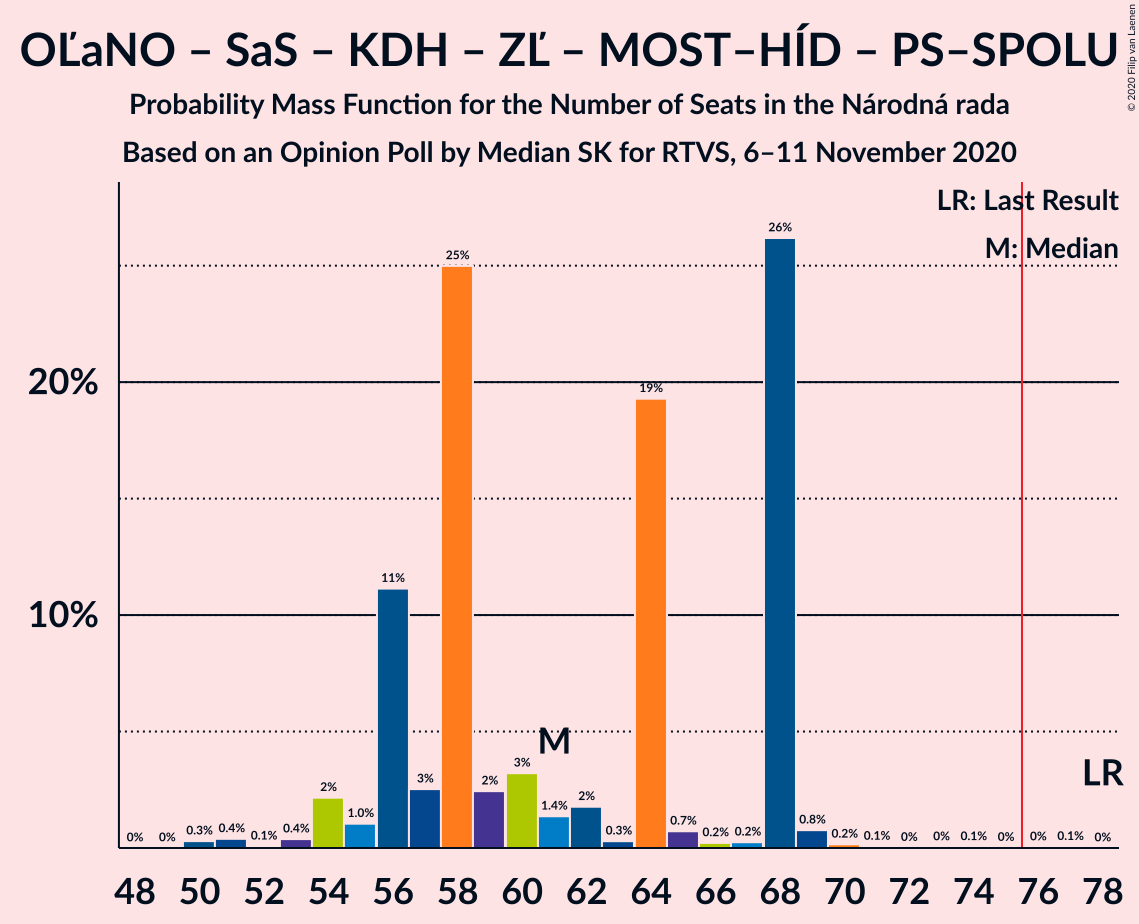 OĽaNO – SaS – KDH – ZĽ – MOST–HÍD – PS–SPOLU
Probability Mass Function for the Number of Seats in the Národná rada
Based on an Opinion Poll by Median SK for RTVS, 6–11 November 2020
© 2020 Filip van Laenen
LR: Last Result
M: Median
20%
10%
0% 0% 0.3% 0.4% 0.1% 0.4% 2% 1.0% 11% 3% 25% 2% 3% 1.4% 2% 0.3% 19% 0.7% 0.2% 0.2% 26% 0.8% 0.2% 0.1% 0% 0% 0.1% 0% 0% 0.1% 0%
M
LR
48 50 52 54 56 58 60 62 64 66 68 70 72 74 76 78